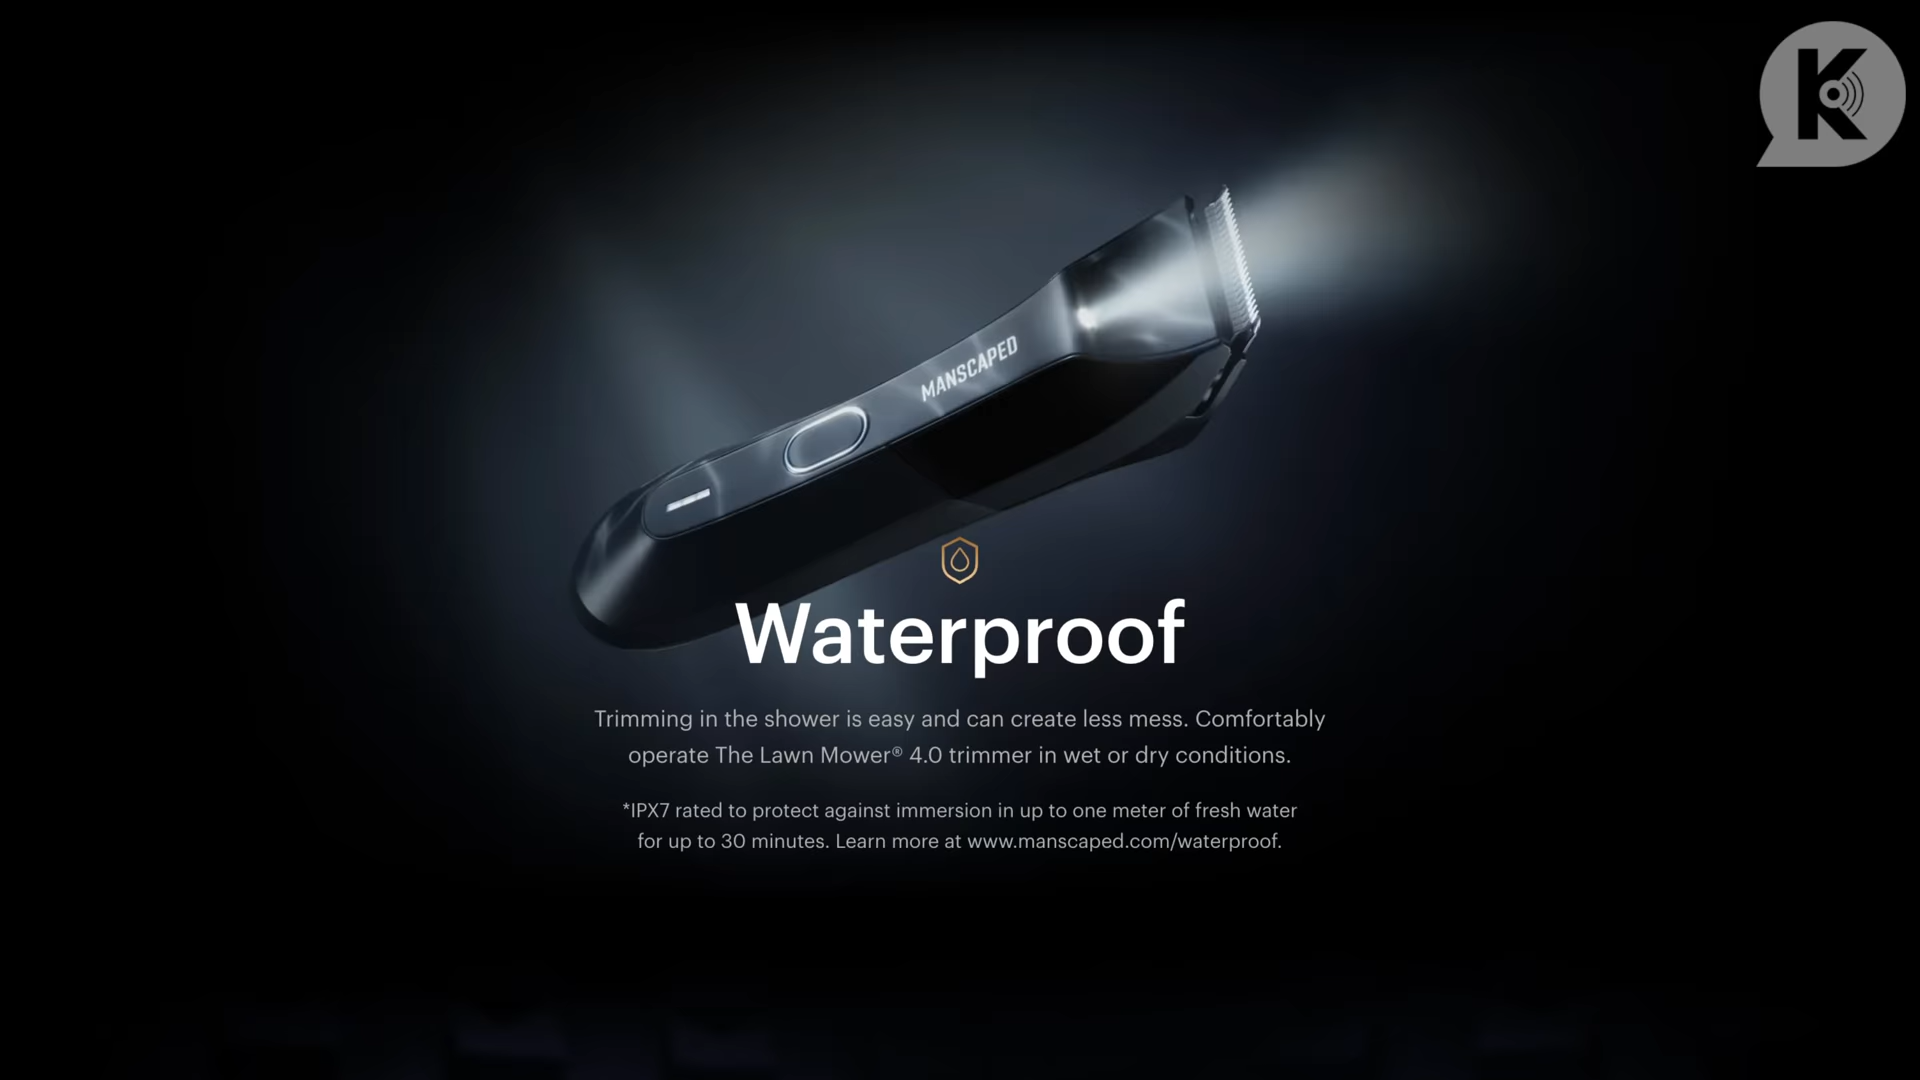 K
MANSCAPED
Waterproof
Trimming in the shower is easy and can create less mess. Comfortably
operate The Lawn Mower® 4.0 trimmer in wet or dry conditions.
*IPX7 rated to protect against immersion in up to one meter of fresh water
for up to 30 minutes. Learn more at www.manscaped.com/waterproof.